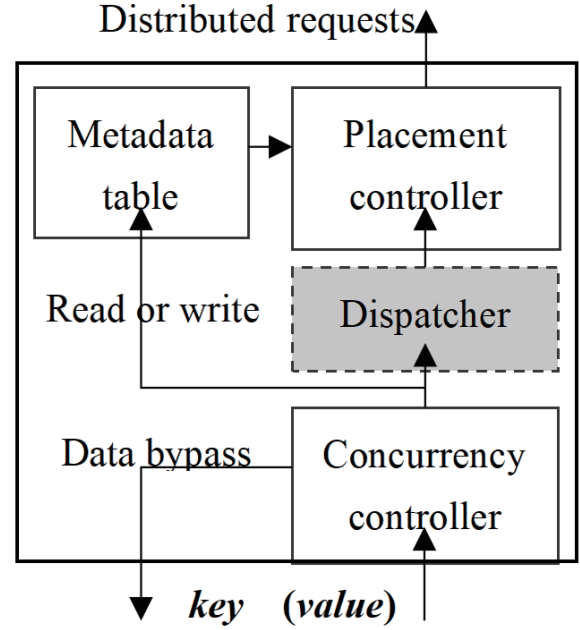 Distributed requests
Metadata
table
Placement
controller
Read or write
Dispatcher
Data bypass
Concurrency
controller
key (value)